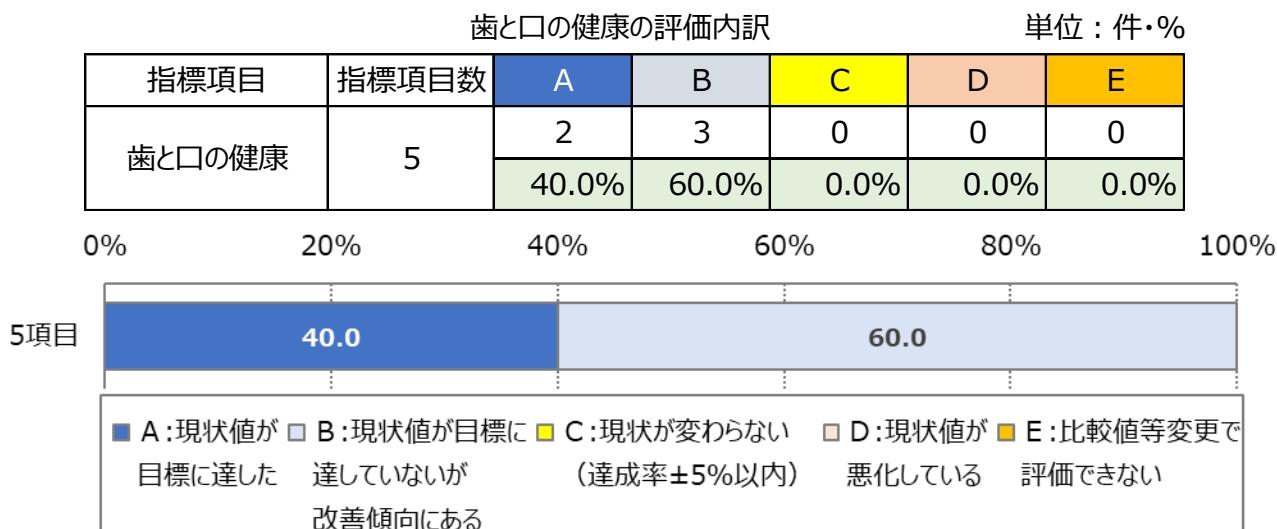 歯と口の健康の評価内訳 単位：件・%
指標項目 指標項目数 A B C D E
歯と口の健康 5 2 3 0 0 0
40.0% 60.0% 0.0% 0.0% 0.0%
0% 20% 40% 60% 80% 100%
5項目 40.0 60.0
A:現状値が B:現状値が目標に C:現状が変わらない D:現状値が E:比較値等変更で
目標に達した 達していないが （達成率±5%以内） 悪化している 評価できない
改善傾向にある